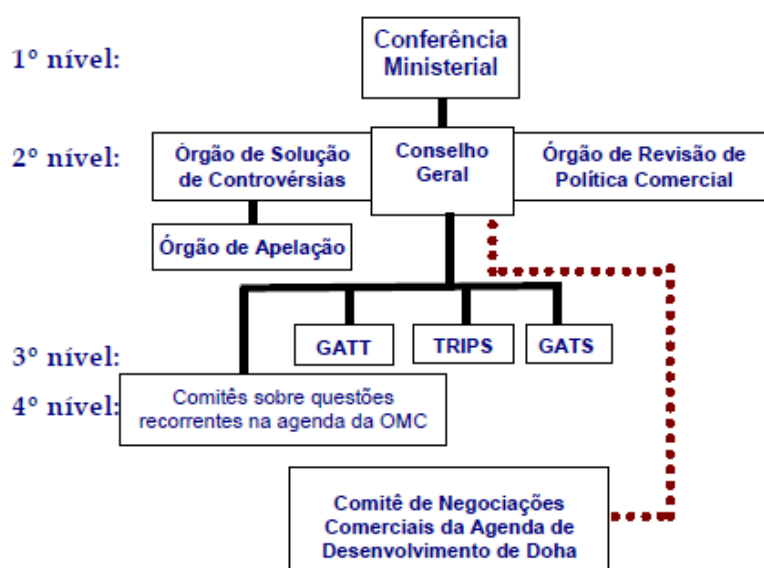 1º nível:
Conferência
Ministerial
2º nível:
Órgão de Solução
de Controvérsias
Conselho
Geral
Órgão de Revisão de
Política Comercial
Órgão de Apelação
3º nível:
GATT
TRIPS
GATS
4º nível:
Comitês sobre questões
recorrentes na agenda da OMC
Comitê de Negociações
Comerciais da Agenda de
Desenvolvimento de Doha